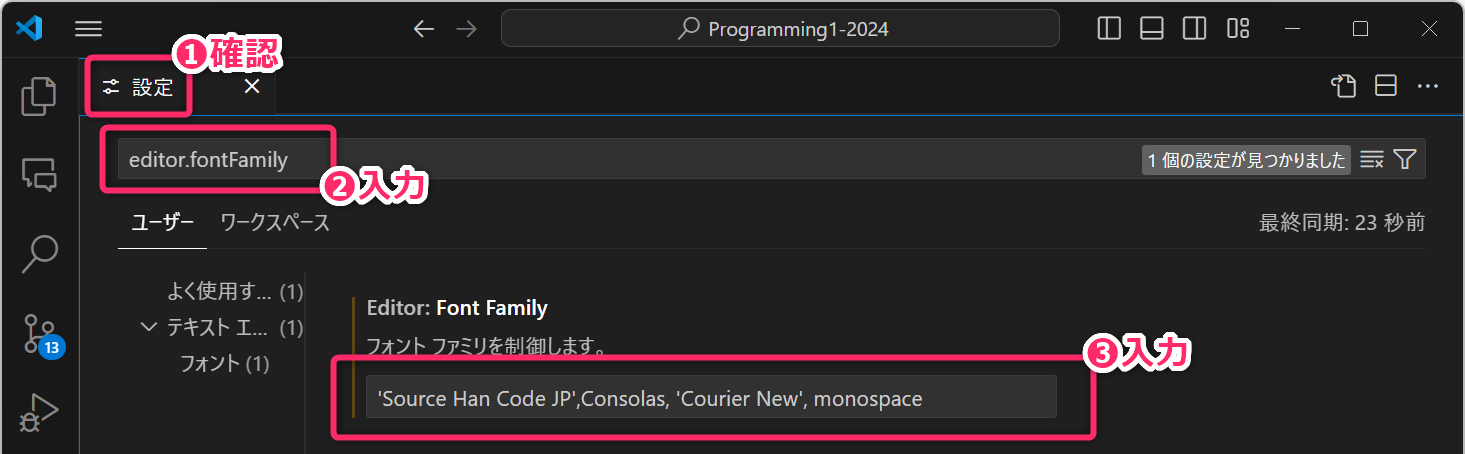 Programming1-2024
❶確認
設定
editor.fontFamily
1 個の設定が見つかりました
❷入力
ユーザー ワークスペース
最終同期: 23 秒前
よく使用す... (1)
テキスト エ... (1)
フォント (1)
Editor: Font Family
フォント ファミリを制御します。
❸入力
'Source Han Code JP',Consolas, 'Courier New', monospace
13